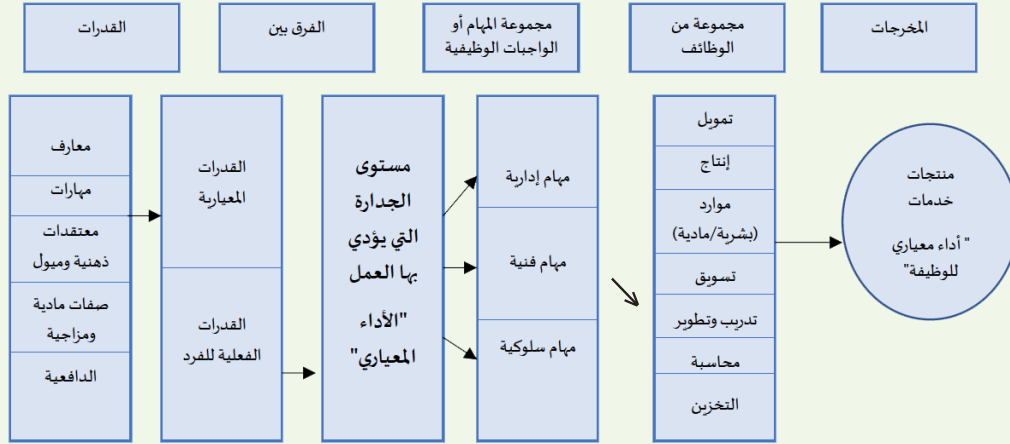 القدرات
الفرق بين
مجموعة المهام أو
الواجبات الوظيفية
مجموعة من
الوظائف
المخرجات
معارف
مهارات
معتقدات
ذهنية وميول
صفات مادية
ومزاجية
الدافعية
القدرات
المعيارية
القدرات
الفعلية للفرد
مستوى
الجدارة
التي يؤدي
بها العمل
"الأداء
المعياري"
مهام إدارية
مهام فنية
مهام سلوكية
تمويل
إنتاج
موارد
(بشرية/مادية)
تسويق
تدريب وتطوير
محاسبة
التخزين
منتجات
خدمات
" أداء معياري
للوظيفة"